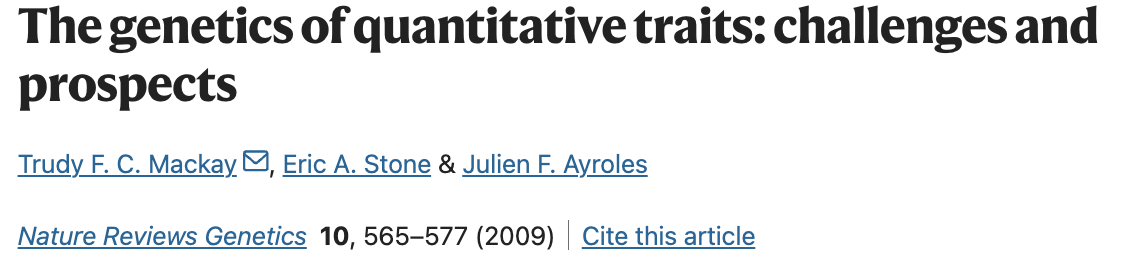 The genetics of quantitative traits: challenges and
prospects
Trudy F. C. Mackay, Eric A. Stone & Julien F. Ayroles
Nature Reviews Genetics 10, 565–577 (2009) | Cite this article